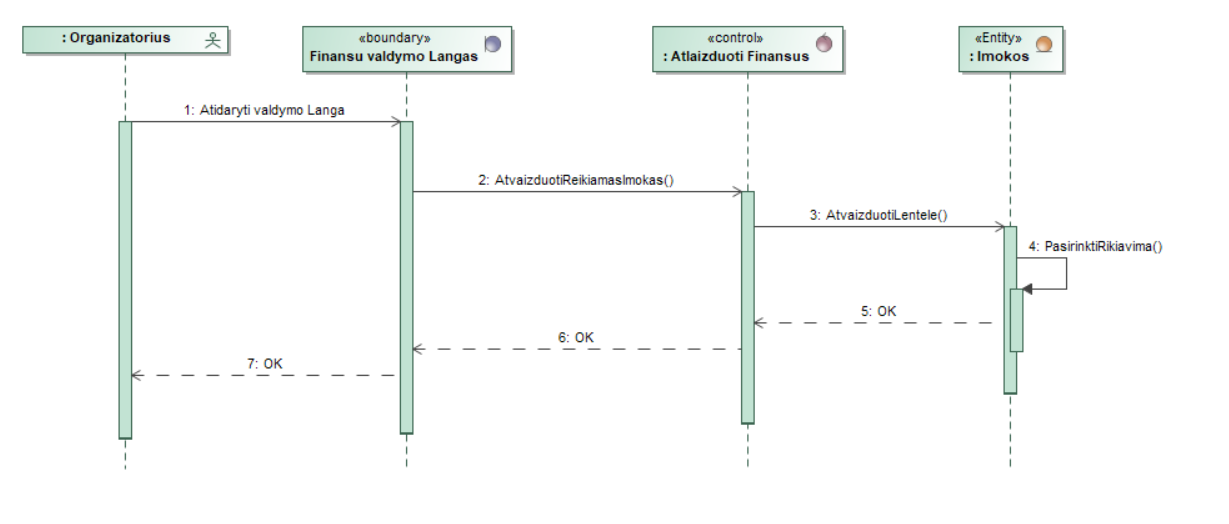 : Organizatorius
«boundary»
Finansu valdymo Langas
«control»
: Atlaizduoti Finansus
«Entity»
: Imokos
1: Atidaryti valdymo Langa
2: AtvaizduotiReikiamasImokas()
3: AtvaizduotiLentele()
4: PasirinktiRikiavima()
5: OK
6: OK
7: OK